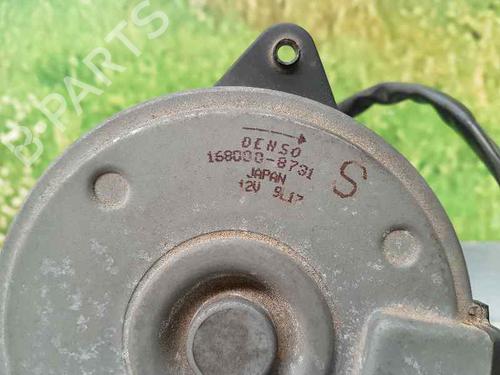 DENSO
168000-8731
JAPAN
12V 9L17
S
B-PARTS